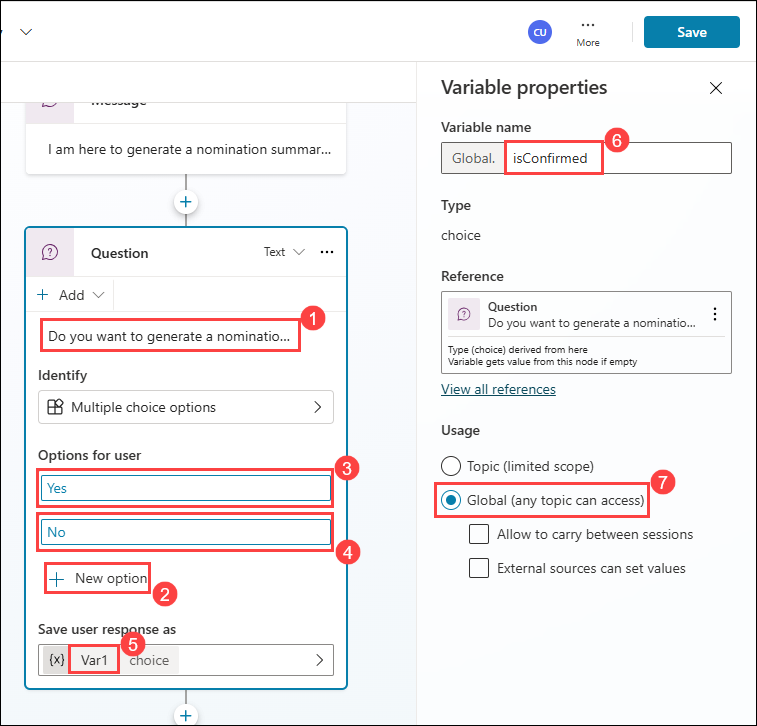 CU
...
More
Save
Message
I am here to generate a nomination summar...
Question
Text
...
Add
1
Do you want to generate a nominatio...
Identify
Multiple choice options
Options for user
3
Yes
No
4
New option
2
Save user response as
5
{x} Var1 choice
Variable properties
Variable name
6
Global. isConfirmed
Type
choice
Reference
Question
Do you want to generate a nominatio...
Type (choice) derived from here
Variable gets value from this node if empty
View all references
Usage
Topic (limited scope)
7
Global (any topic can access)
Allow to carry between sessions
External sources can set values